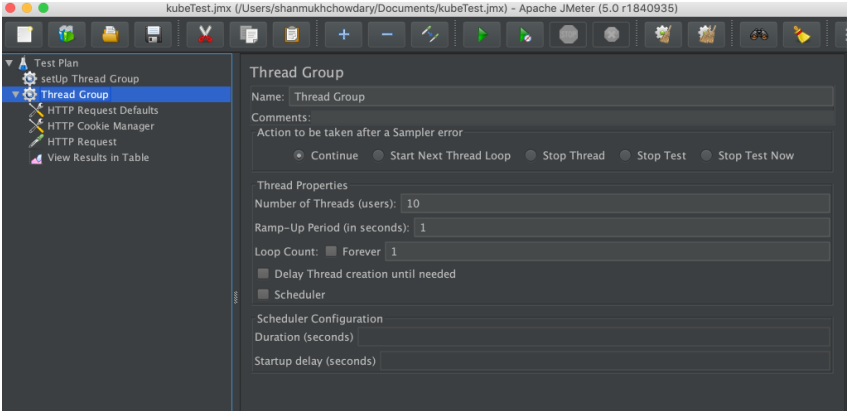 kubeTest.jmx (/Users/shanmukhchowdary/Documents/kubeTest.jmx) - Apache JMeter (5.0 r1840935)
Test Plan
setUp Thread Group
Thread Group
HTTP Request Defaults
HTTP Cookie Manager
HTTP Request
View Results in Table
Thread Group
Name: Thread Group
Comments:
Action to be taken after a Sampler error
Continue Start Next Thread Loop Stop Thread Stop Test Stop Test Now
Thread Properties
Number of Threads (users): 10
Ramp-Up Period (in seconds): 1
Loop Count: Forever 1
Delay Thread creation until needed
Scheduler
Scheduler Configuration
Duration (seconds)
Startup delay (seconds)